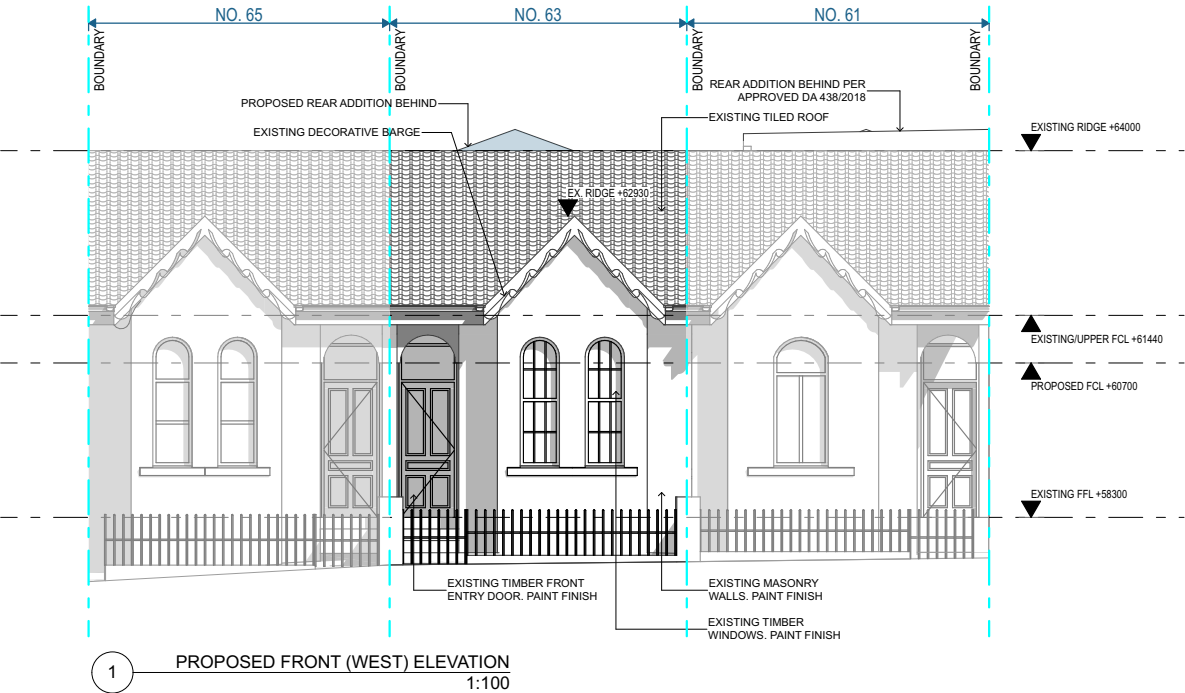 NO. 65
NO. 63
NO. 61
BOUNDARY
BOUNDARY
BOUNDARY
BOUNDARY
PROPOSED REAR ADDITION BEHIND
EXISTING DECORATIVE BARGE
REAR ADDITION BEHIND PER
APPROVED DA 438/2018
EXISTING TILED ROOF
EXISTING RIDGE +64000
EX. RIDGE +62930
EXISTING/UPPER FCL +61440
PROPOSED FCL +60700
EXISTING FFL +58300
EXISTING TIMBER FRONT
ENTRY DOOR. PAINT FINISH
EXISTING MASONRY
WALLS. PAINT FINISH
EXISTING TIMBER
WINDOWS. PAINT FINISH
1
PROPOSED FRONT (WEST) ELEVATION
1:100